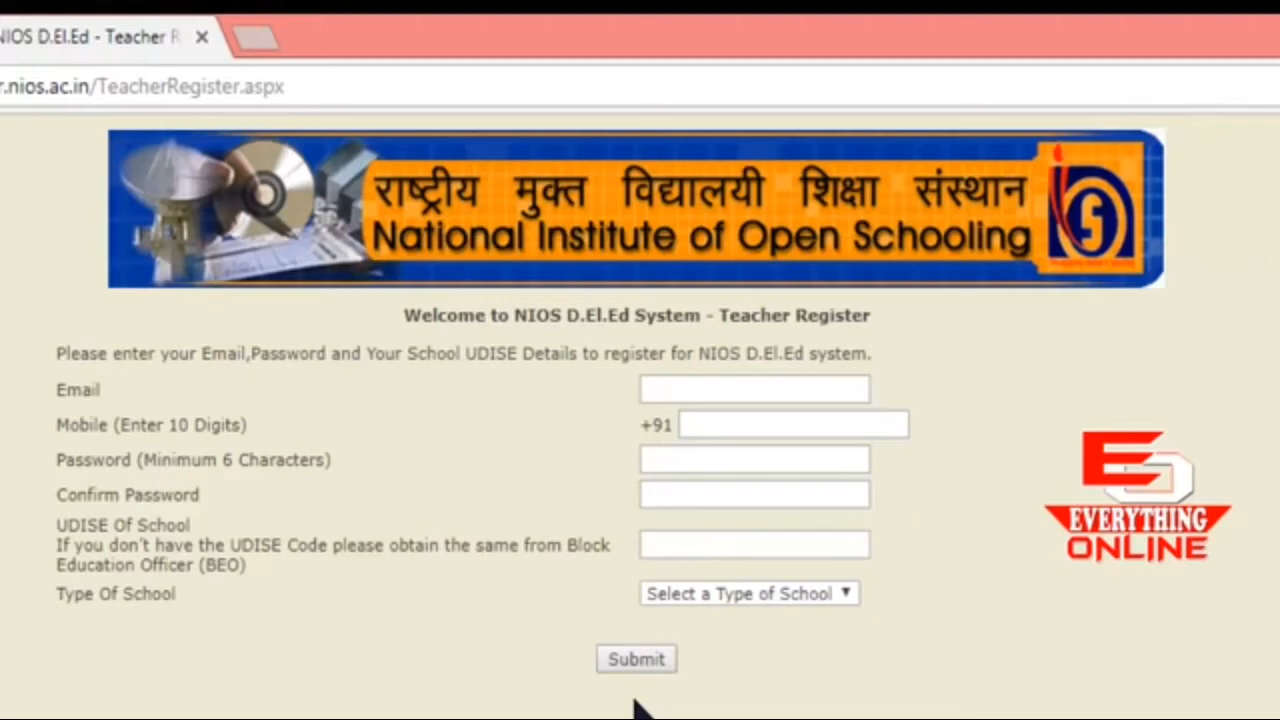 NIOS D.El.Ed - Teacher R
r.nios.ac.in/TeacherRegister.aspx
राष्ट्रीय मुक्त विद्यालयी शिक्षा संस्थान
National Institute of Open Schooling
Welcome to NIOS D.El.Ed System - Teacher Register
Please enter your Email,Password and Your School UDISE Details to register for NIOS D.El.Ed system.
Email
Mobile (Enter 10 Digits) +91
Password (Minimum 6 Characters)
Confirm Password
UDISE Of School
If you don't have the UDISE Code please obtain the same from Block
Education Officer (BEO)
Type Of School Select a Type of School
Submit
EVERYTHING
ONLINE